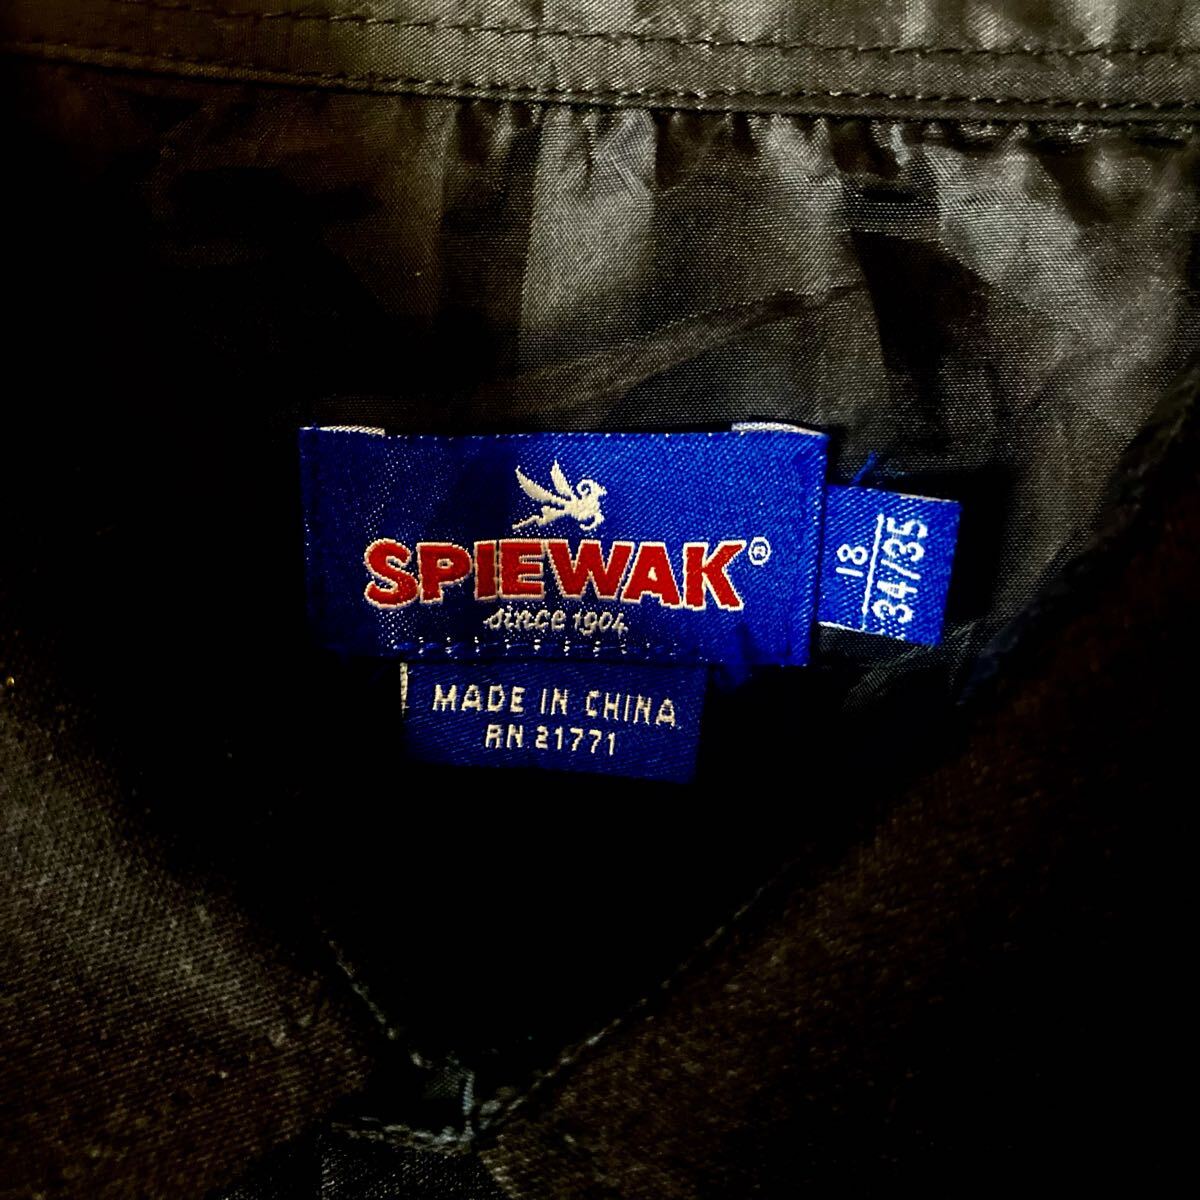 SPIEWAK®
since 1904
MADE IN CHINA
RN 21771
18
34/35